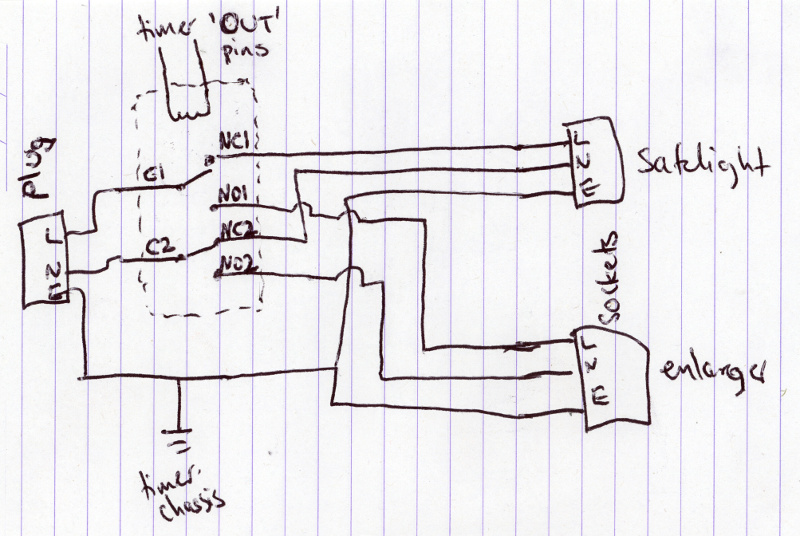 timer 'OUT'
pins
plug
L
N
E
C1
C2
NC1
NO1
NC2
NO2
L
N
E
Safelight
sockets
L
N
E
enlarger
timer
chassis